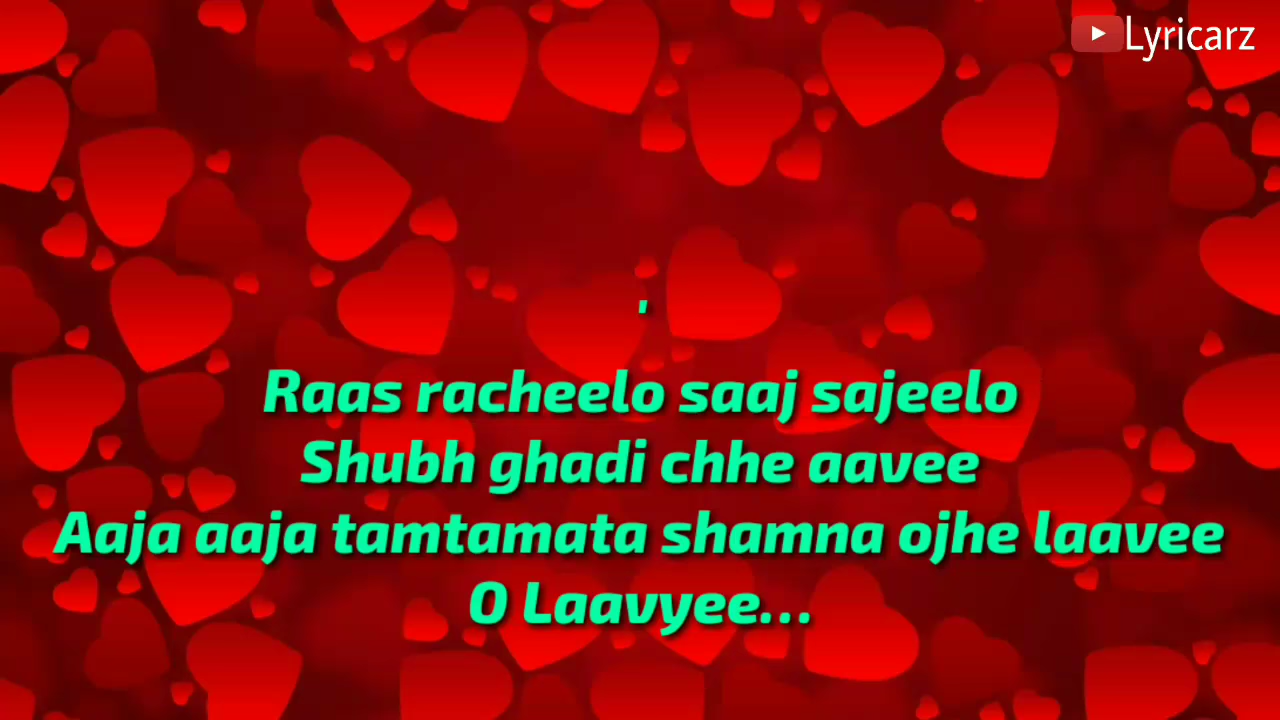 Lyricarz
'
Raas racheelo saaj sajeelo
Shubh ghadi chhe aavee
Aaja aaja tamtamata shamna ojhe laavee
O Laavyee...